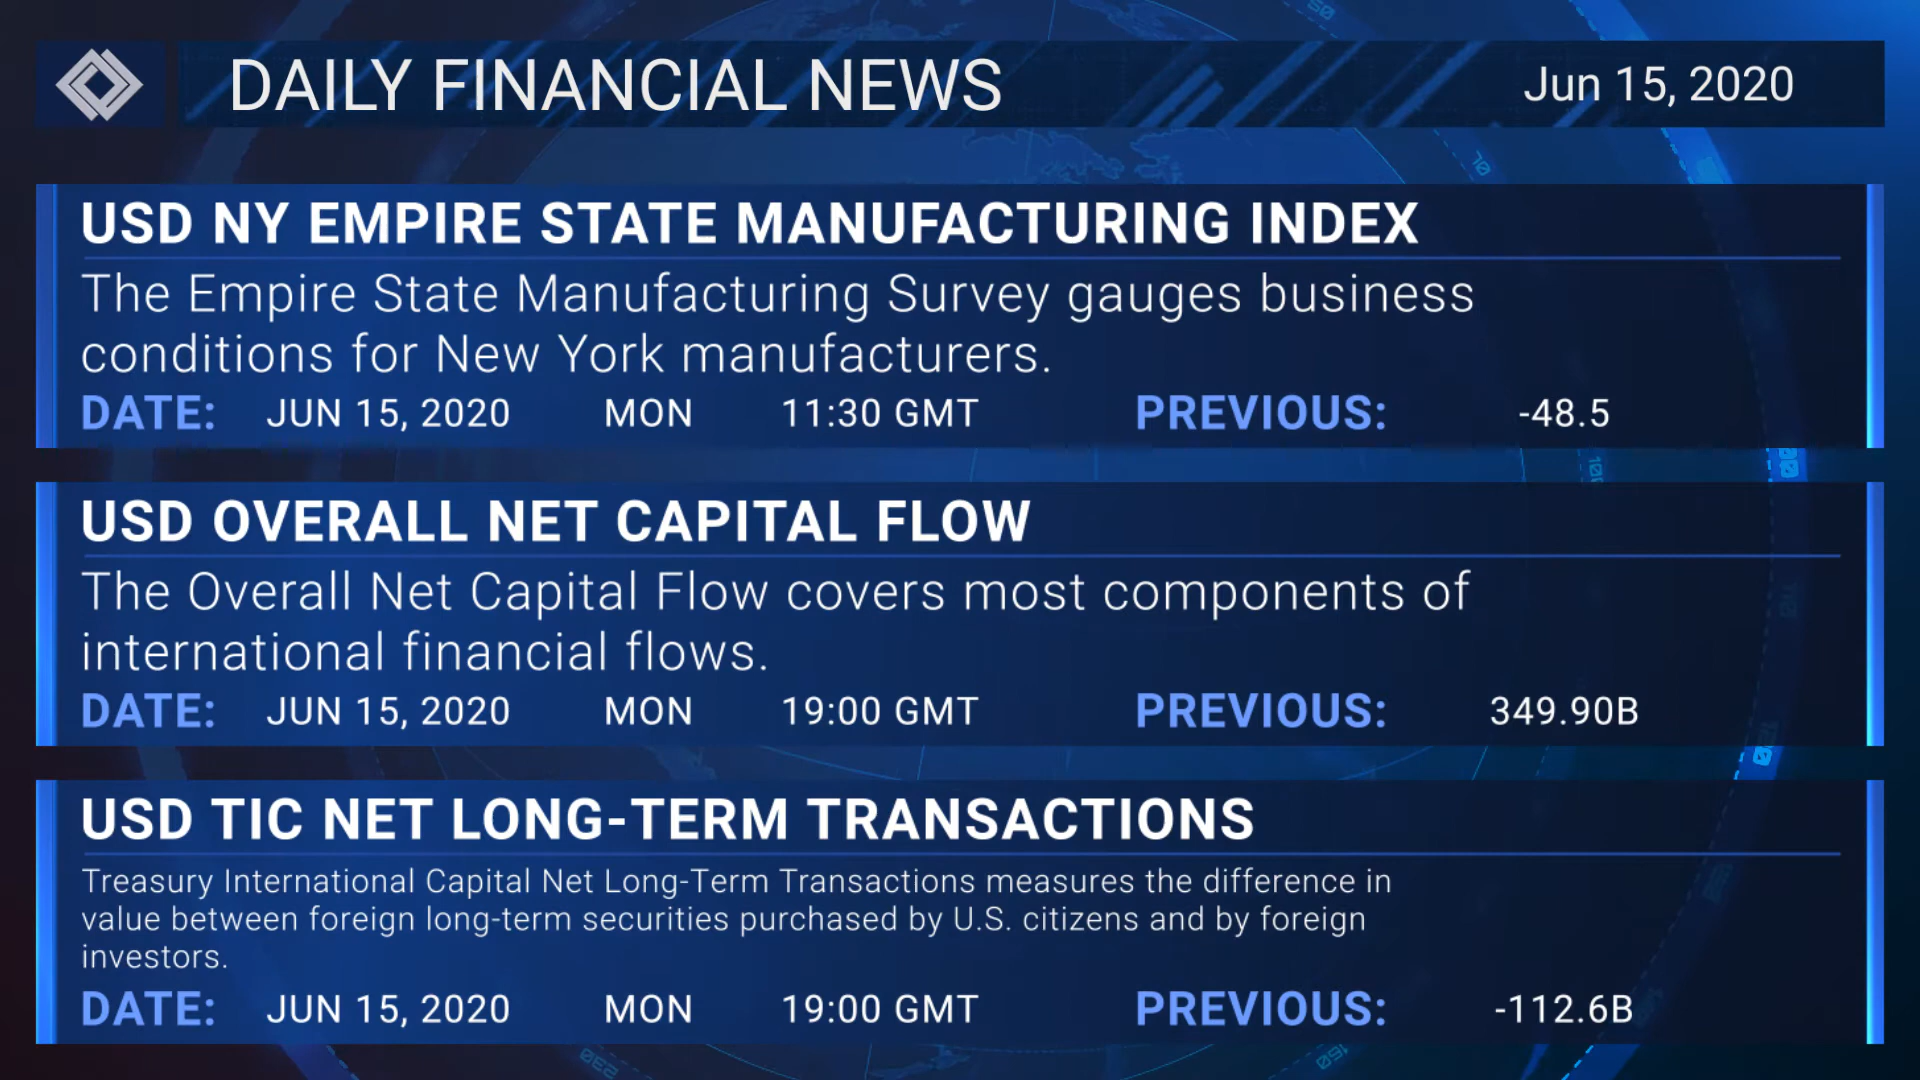 DAILY FINANCIAL NEWS
Jun 15, 2020
USD NY EMPIRE STATE MANUFACTURING INDEX
The Empire State Manufacturing Survey gauges business
conditions for New York manufacturers.
DATE: JUN 15, 2020 MON 11:30 GMT PREVIOUS: -48.5
USD OVERALL NET CAPITAL FLOW
The Overall Net Capital Flow covers most components of
international financial flows.
DATE: JUN 15, 2020 MON 19:00 GMT PREVIOUS: 349.90B
USD TIC NET LONG-TERM TRANSACTIONS
Treasury International Capital Net Long-Term Transactions measures the difference in
value between foreign long-term securities purchased by U.S. citizens and by foreign
investors.
DATE: JUN 15, 2020 MON 19:00 GMT PREVIOUS: -112.6B